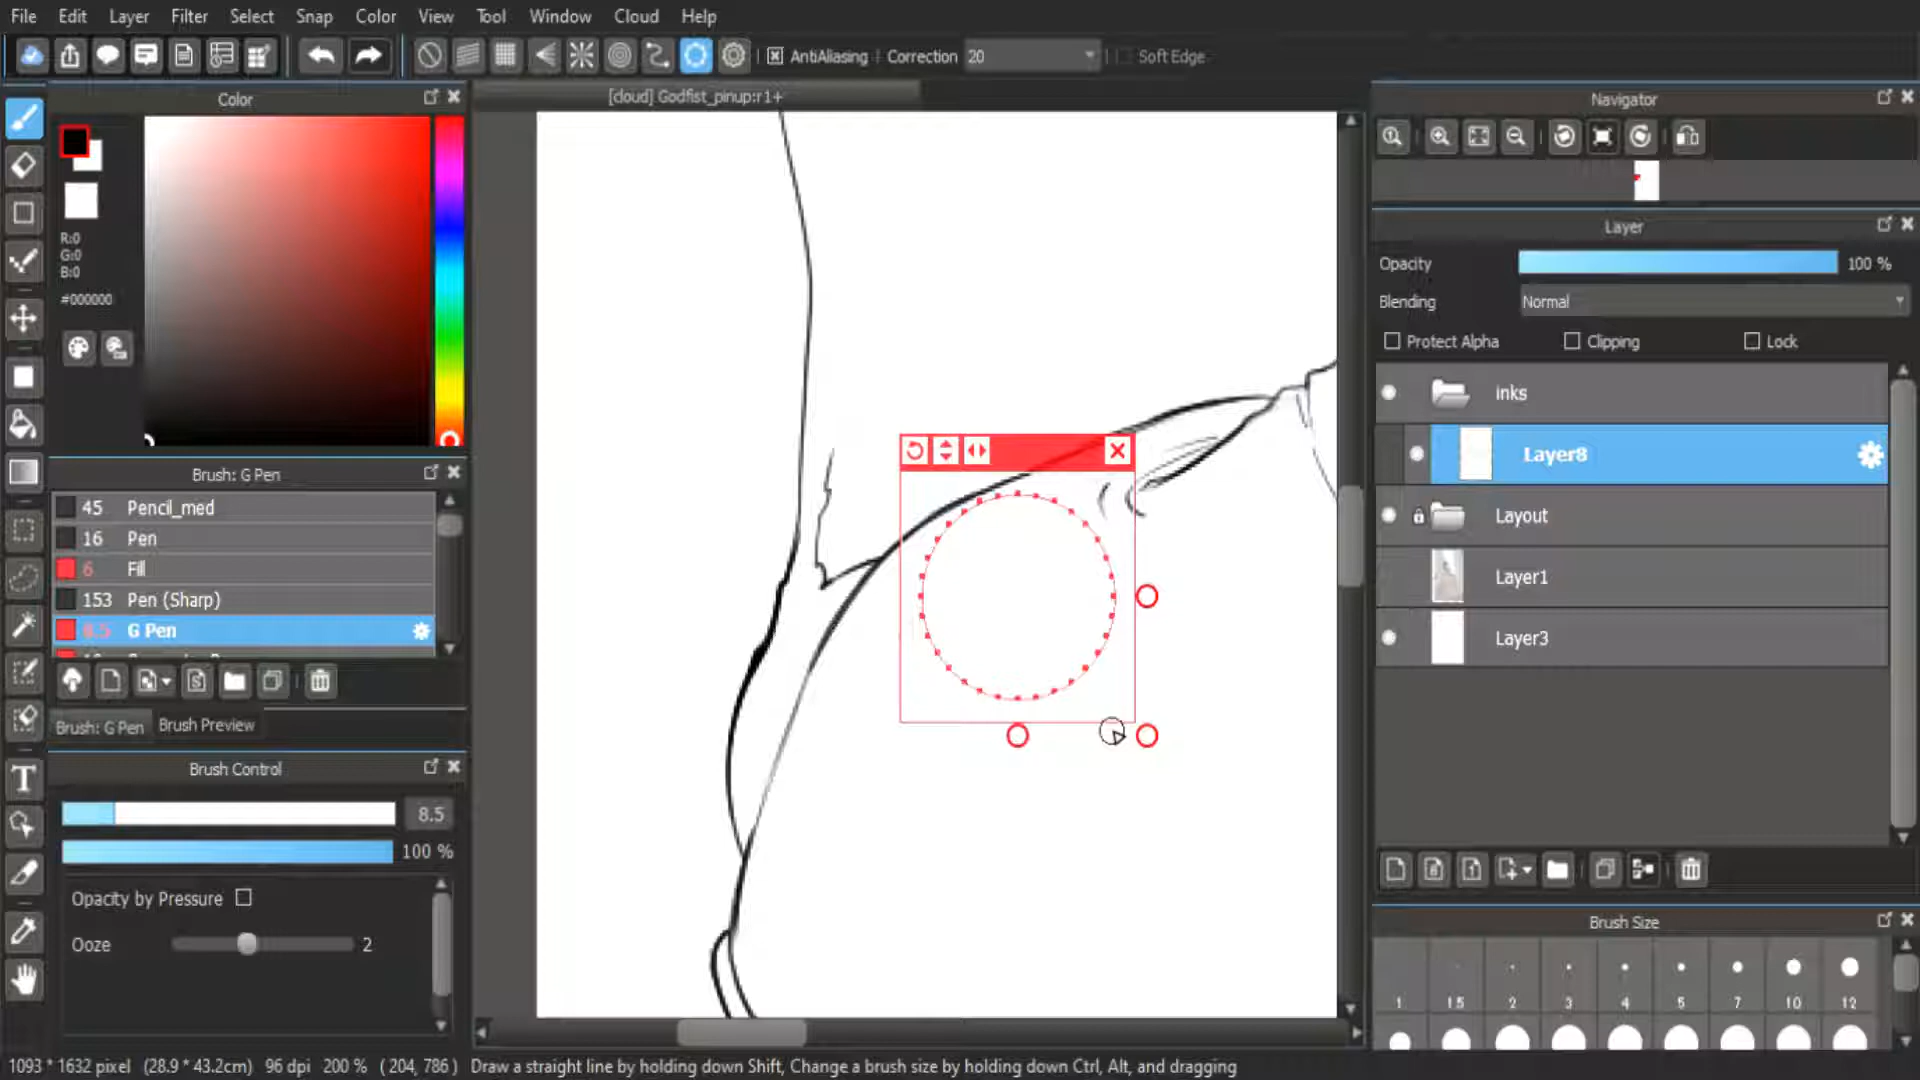 File Edit Layer Filter Select Snap Color View Tool Window Cloud Help
AntiAliasing Correction 20 Soft Edge
Color
[cloud] Godfist_pinup:r1+
Navigator
R:0
G:0
B:0
#000000
Layer
Opacity 100 %
Blending Normal
Protect Alpha Clipping Lock
inks
Layer8
Layout
Layer1
Layer3
Brush: G Pen
45 Pencil_med
16 Pen
6 Fill
153 Pen (Sharp)
8.5 G Pen
Brush: G Pen Brush Preview
Brush Control
8.5
100 %
Opacity by Pressure
Ooze 2
Brush Size
1 1.5 2 3 4 5 7 10 12
1093 * 1632 pixel (28.9 * 43.2cm) 96 dpi 200 % ( 204, 786 ) Draw a straight line by holding down Shift, Change a brush size by holding down Ctrl, Alt, and dragging